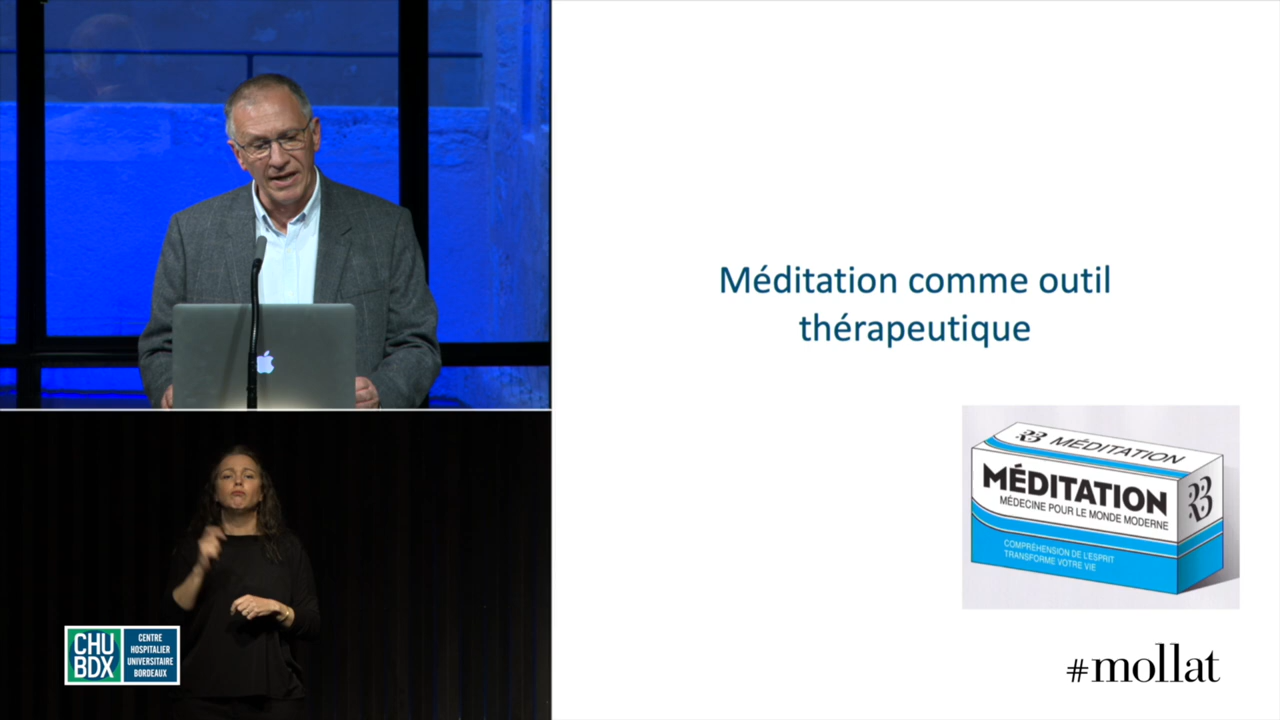 Méditation comme outil
thérapeutique
MÉDITATION
MÉDITATION
MÉDECINE POUR LE MONDE MODERNE
COMPRÉHENSION DE L'ESPRIT
TRANSFORME VOTRE VIE
CHU
BDX
CENTRE
HOSPITALIER
UNIVERSITAIRE
BORDEAUX
#mollat